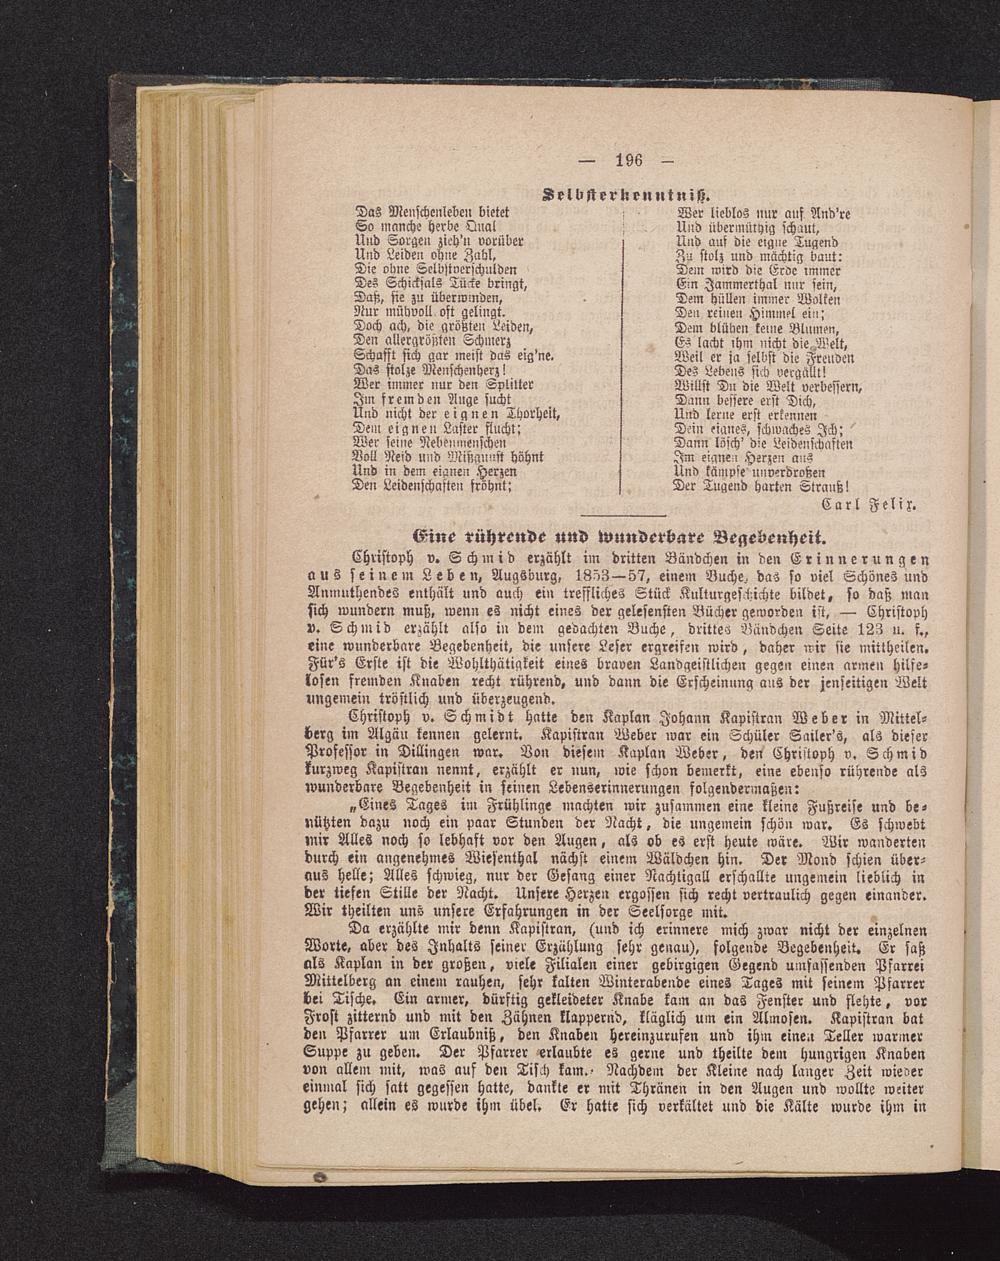 — 196 —
Selbsterkenntniß.
Das Menschenleben bietet
So manche herbe Qual
Und Sorgen zieh'n vorüber
Und Leiden ohne Zahl,
Die ohne Selbstverschulden
Des Schicksals Tücke bringt,
Daß, sie zu überwinden,
Nur mühvoll oft gelingt.
Doch ach, die größten Leiden,
Den allergrößten Schmerz
Schafft sich gar meist das eig'ne.
Das stolze Menschenherz!
Wer immer nur den Splitter
Im fremden Auge sucht
Und nicht der eignen Thorheit,
Dem eignen Laster flucht;
Wer seine Nebenmenschen
Voll Neid und Mißgunst höhnt
Und in dem eignen Herzen
Den Leidenschaften fröhnt;
Wer lieblos nur auf And're
Und übermüthig schaut,
Und auf die eigne Tugend
Zu stolz und mächtig baut:
Dem wird die Erde immer
Ein Jammerthal nur sein,
Dem hüllen immer Wolken
Den reinen Himmel ein;
Dem blühen keine Blumen,
Es lacht ihm nicht die Welt,
Weil er ja selbst die Freuden
Des Lebens sich vergällt!
Willst Du die Welt verbessern,
Dann bessere erst Dich,
Und lerne erst erkennen
Dein eignes, schwaches Ich;
Dann lösch' die Leidenschaften
Im eignen Herzen aus
Und kämpfe unverdroßen
Der Tugend harten Strauß!
Carl Felix.
Eine rührende und wunderbare Begebenheit.
Christoph v. Schmid erzählt im dritten Bändchen in den Erinnerungen
aus seinem Leben, Augsburg, 1853—57, einem Buche, das so viel Schönes und
Anmuthendes enthält und auch ein treffliches Stück Kulturgeschichte bildet, so daß man
sich wundern muß, wenn es nicht eines der gelesensten Bücher geworden ist, — Christoph
v. Schmid erzählt also in dem gedachten Buche, drittes Bändchen Seite 123 u. f.,
eine wunderbare Begebenheit, die unsere Leser ergreifen wird, daher wir sie mittheilen.
Für's Erste ist die Wohlthätigkeit eines braven Landgeistlichen gegen einen armen hilfe-
losen fremden Knaben recht rührend, und dann die Erscheinung aus der jenseitigen Welt
ungemein tröstlich und überzeugend.
Christoph v. Schmidt hatte den Kaplan Johann Kapistran Weber in Mittel-
berg im Algäu kennen gelernt. Kapistran Weber war ein Schüler Sailer's, als dieser
Professor in Dillingen war. Von diesem Kaplan Weber, den Christoph v. Schmid
kurzweg Kapistran nennt, erzählt er nun, wie schon bemerkt, eine ebenso rührende als
wunderbare Begebenheit in seinen Lebenserinnerungen folgendermaßen:
„Eines Tages im Frühlinge machten wir zusammen eine kleine Fußreise und be-
nützten dazu noch ein paar Stunden der Nacht, die ungemein schön war. Es schwebt
mir Alles noch so lebhaft vor den Augen, als ob es erst heute wäre. Wir wanderten
durch ein angenehmes Wiesenthal nächst einem Wäldchen hin. Der Mond schien über-
aus helle; Alles schwieg, nur der Gesang einer Nachtigall erschallte ungemein lieblich in
der tiefen Stille der Nacht. Unsere Herzen ergossen sich recht vertraulich gegen einander.
Wir theilten uns unsere Erfahrungen in der Seelsorge mit.
Da erzählte mir denn Kapistran, (und ich erinnere mich zwar nicht der einzelnen
Worte, aber des Inhalts seiner Erzählung sehr genau), folgende Begebenheit. Er saß
als Kaplan in der großen, viele Filialen einer gebirgigen Gegend umfassenden Pfarrei
Mittelberg an einem rauhen, sehr kalten Winterabende eines Tages mit seinem Pfarrer
bei Tische. Ein armer, dürftig gekleideter Knabe kam an das Fenster und flehte, vor
Frost zitternd und mit den Zähnen klappernd, kläglich um ein Almosen. Kapistran bat
den Pfarrer um Erlaubniß, den Knaben hereinzurufen und ihm einen Teller warmer
Suppe zu geben. Der Pfarrer erlaubte es gerne und theilte dem hungrigen Knaben
von allem mit, was auf den Tisch kam. Nachdem der Kleine nach langer Zeit wieder
einmal sich satt gegessen hatte, dankte er mit Thränen in den Augen und wollte weiter
gehen; allein es wurde ihm übel. Er hatte sich verkältet und die Kälte wurde ihm in